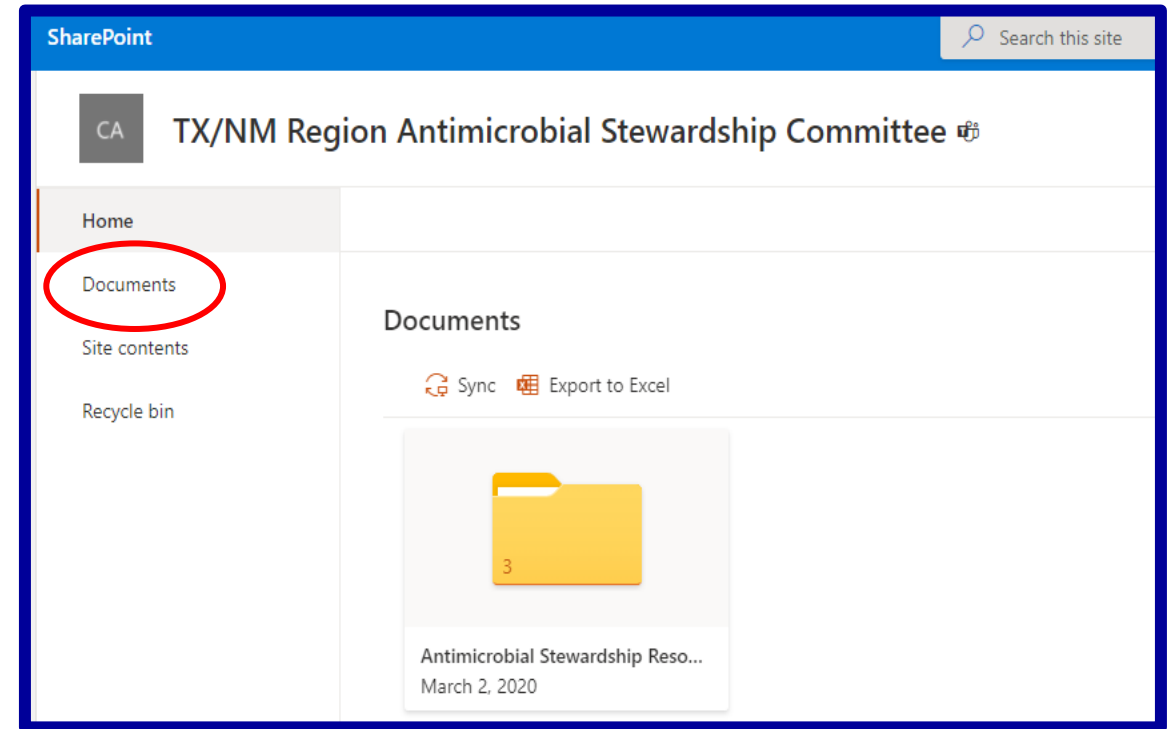 SharePoint
Search this site
CA
TX/NM Region Antimicrobial Stewardship Committee
Home
Documents
Site contents
Recycle bin
Documents
Sync
Export to Excel
3
Antimicrobial Stewardship Reso...
March 2, 2020